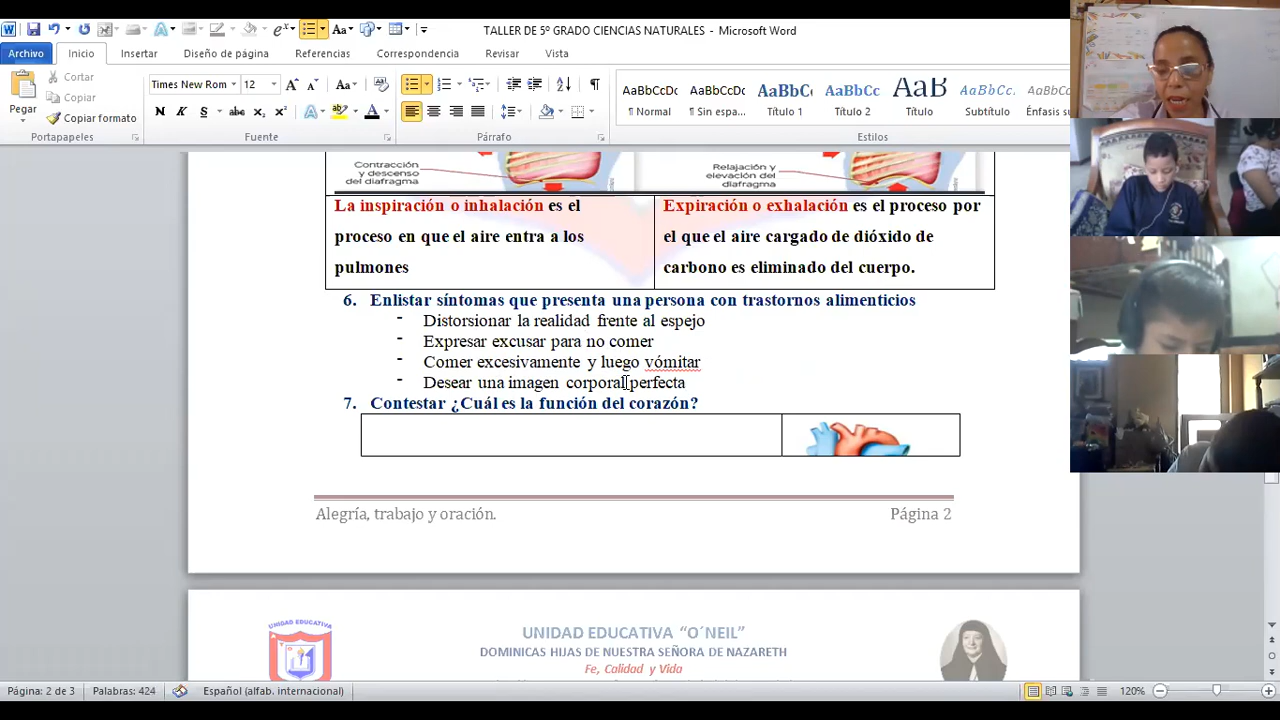 TALLER DE 5º GRADO CIENCIAS NATURALES - Microsoft Word
Archivo Inicio Insertar Diseño de página Referencias Correspondencia Revisar Vista
Pegar
Cortar
Copiar
Copiar formato
Portapapeles
Times New Rom 12
Fuente
Párrafo
AaBbCcDc AaBbCcDc AaBbC AaBbCc AaB AaBbCc. AaBbCcDc
¶ Normal ¶ Sin espa... Título 1 Título 2 Título Subtítulo Énfasis su
Estilos
Contracción y descenso del diafragma
Relajación y elevación del diafragma
La inspiración o inhalación es el
proceso en que el aire entra a los
pulmones
Expiración o exhalación es el proceso por
el que el aire cargado de dióxido de
carbono es eliminado del cuerpo.
6. Enlistar síntomas que presenta una persona con trastornos alimenticios
- Distorsionar la realidad frente al espejo
- Expresar excusar para no comer
- Comer excesivamente y luego vómitar
- Desear una imagen corporal perfecta
7. Contestar ¿Cuál es la función del corazón?
Alegría, trabajo y oración. Página 2
UNIDAD EDUCATIVA
UNIDAD EDUCATIVA “O´NEIL”
DOMINICAS HIJAS DE NUESTRA SEÑORA DE NAZARETH
Fe, Calidad y Vida
Página: 2 de 3 Palabras: 424 Español (alfab. internacional) 120%